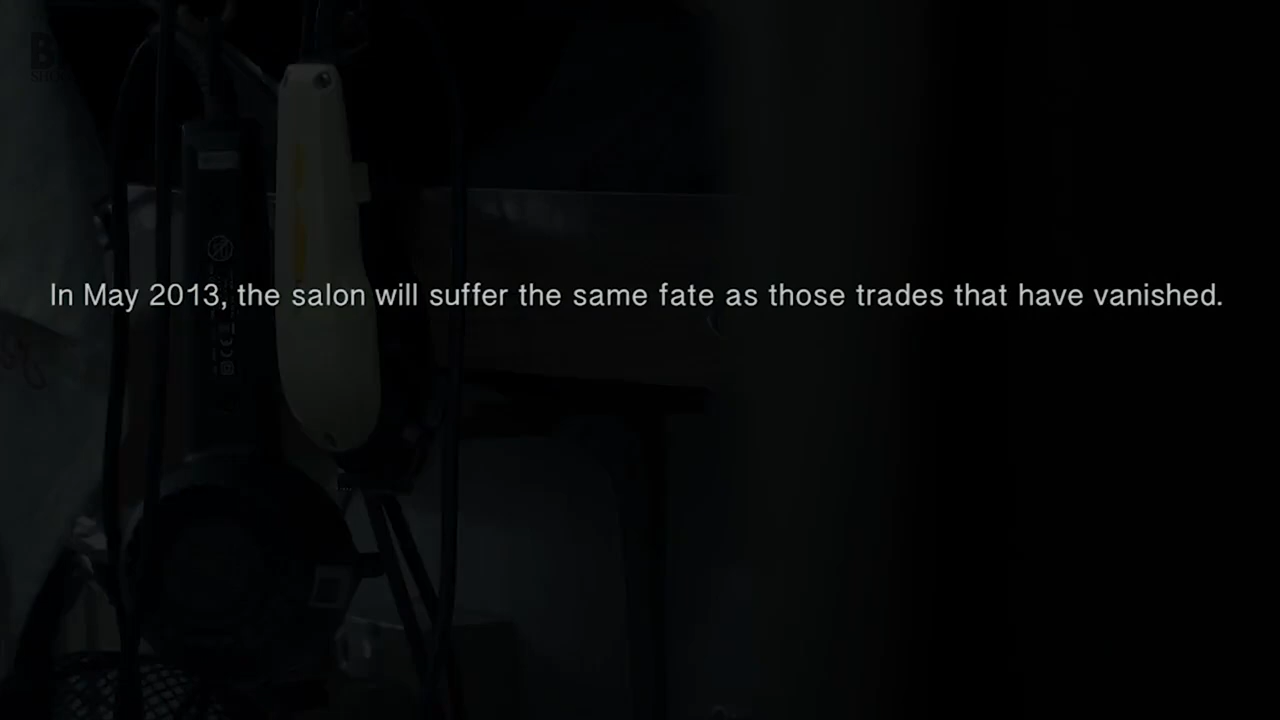 In May 2013, the salon will suffer the same fate as those trades that have vanished.